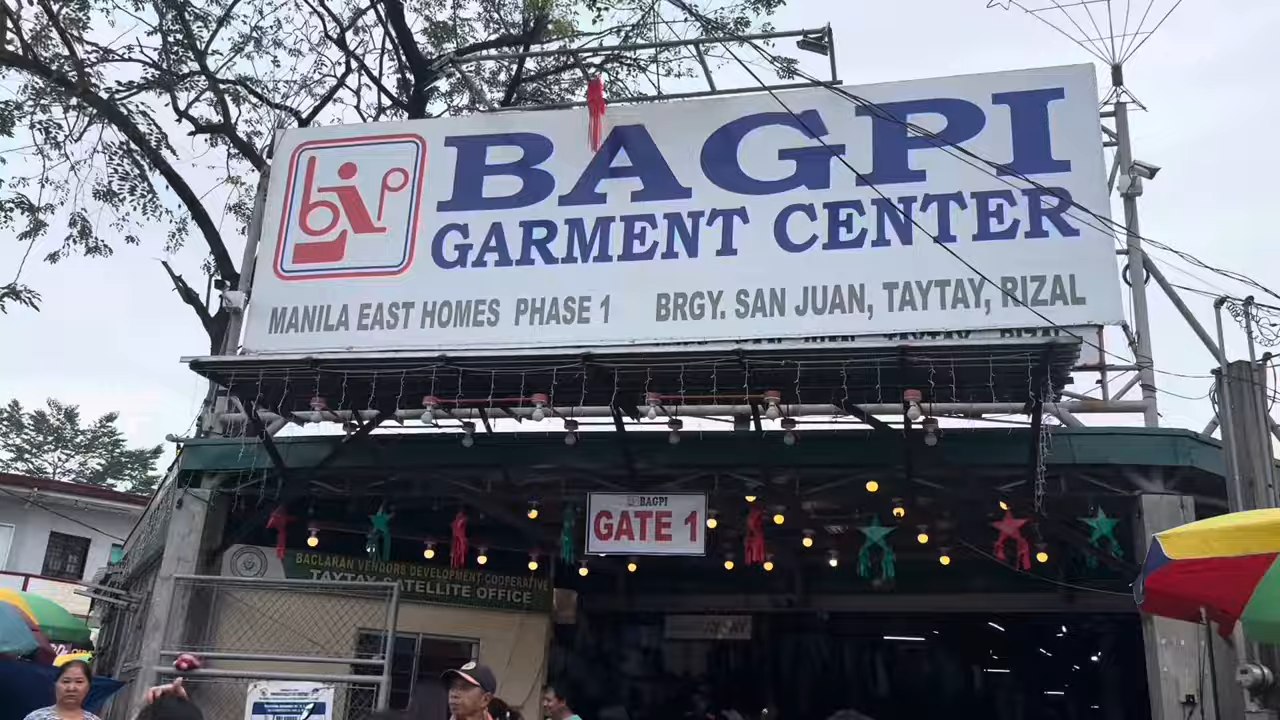 BAGPI
GARMENT CENTER
MANILA EAST HOMES PHASE 1 BRGY. SAN JUAN, TAYTAY, RIZAL
BAGPI
GATE 1
BACLARAN VENDORS DEVELOPMENT COOPERATIVE
TAYTAY SATELLITE OFFICE